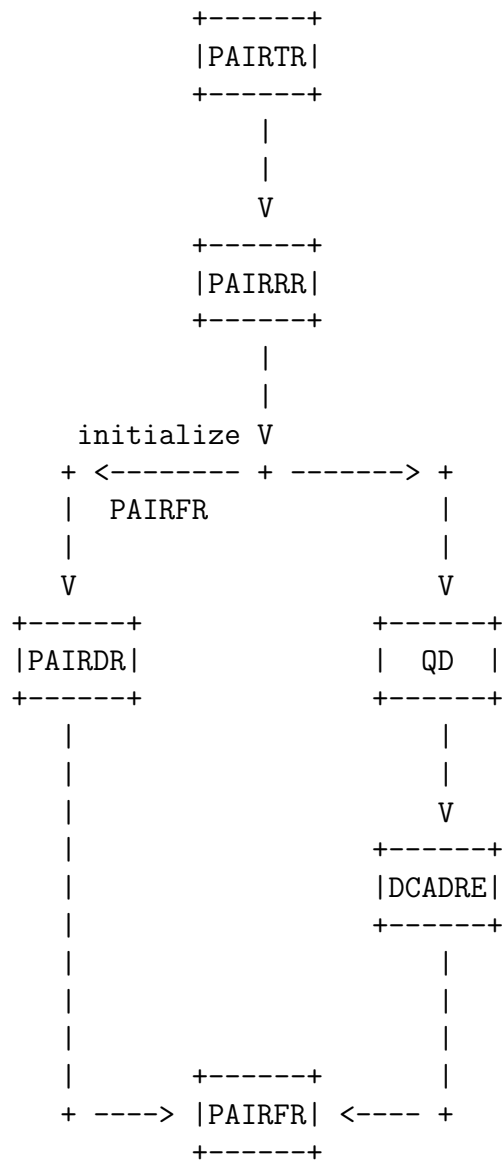 +------+
|PAIRTR|
+------+
|
|
V
+------+
|PAIRRR|
+------+
|
|
initialize V
+ <-------- + -------> +
| PAIRFR |
| |
V V
+------+ +------+
|PAIRDR| | QD |
+------+ +------+
| |
| |
| V
| +------+
| |DCADRE|
| +------+
| |
| |
| |
| +------+ |
+ ----> |PAIRFR| <---- +
+------+